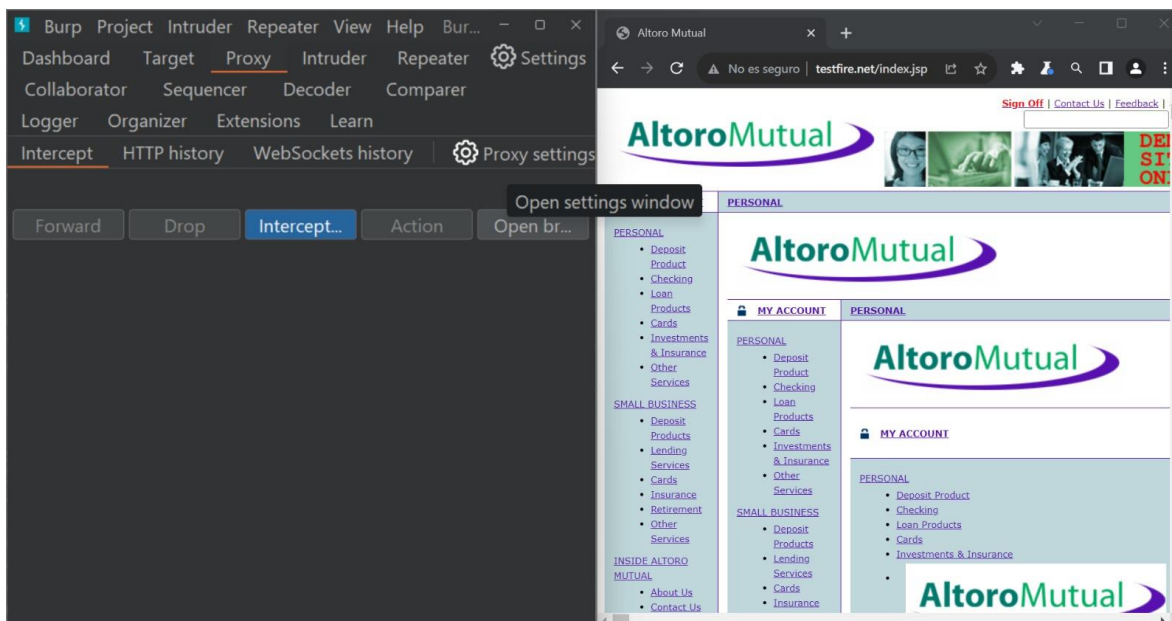 Burp Project Intruder Repeater View Help Bur...
Dashboard Target Proxy Intruder Repeater Settings
Collaborator Sequencer Decoder Comparer
Logger Organizer Extensions Learn
Intercept HTTP history WebSockets history Proxy settings
Open settings window
Forward Drop Intercept... Action Open br...
Altoro Mutual
No es seguro testfire.net/index.jsp
Sign Off | Contact Us | Feedback |
AltoroMutual
DE
SIT
ON
PERSONAL
PERSONAL
Deposit
Product
Checking
Loan
Products
Cards
Investments
& Insurance
Other
Services
SMALL BUSINESS
Deposit
Products
Lending
Services
Cards
Insurance
Retirement
Other
Services
INSIDE ALTORO
MUTUAL
About Us
Contact Us
AltoroMutual
MY ACCOUNT
PERSONAL
PERSONAL
Deposit
Product
Checking
Loan
Products
Cards
Investments
& Insurance
Other
Services
SMALL BUSINESS
Deposit
Products
Lending
Services
Cards
Insurance
AltoroMutual
MY ACCOUNT
PERSONAL
Deposit Product
Checking
Loan Products
Cards
Investments & Insurance
AltoroMutual